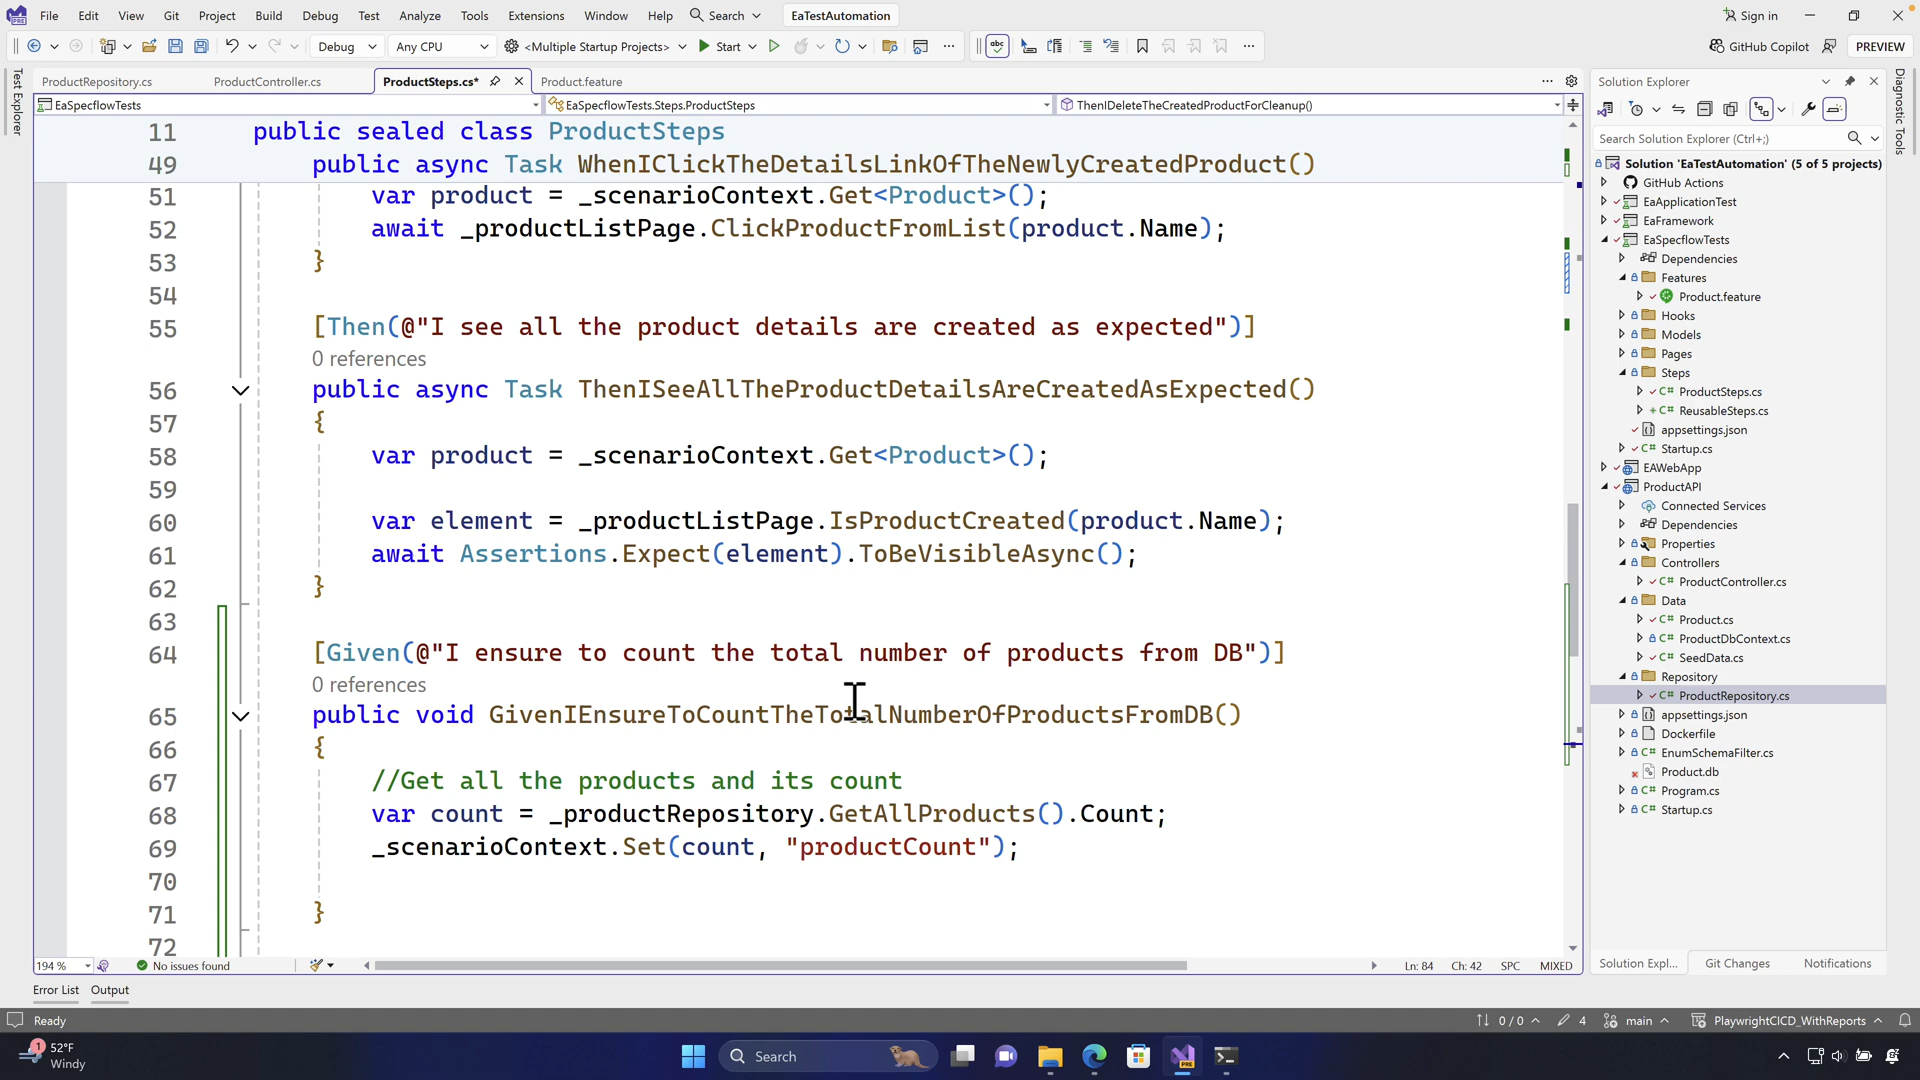 File Edit View Git Project Build Debug Test Analyze Tools Extensions Window Help Search EaTestAutomation Sign in
Debug Any CPU <Multiple Startup Projects> Start GitHub Copilot PREVIEW
Test Explorer
ProductRepository.cs ProductController.cs ProductSteps.cs* Product.feature
EaSpecflowTests EaSpecflowTests.Steps.ProductSteps ThenIDeleteTheCreatedProductForCleanup()
11 public sealed class ProductSteps
49 public async Task WhenIClickTheDetailsLinkOfTheNewlyCreatedProduct()
51 var product = _scenarioContext.Get<Product>();
52 await _productListPage.ClickProductFromList(product.Name);
53 }
54
55 [Then(@"I see all the product details are created as expected")]
0 references
56 public async Task ThenISeeAllTheProductDetailsAreCreatedAsExpected()
57 {
58 var product = _scenarioContext.Get<Product>();
59
60 var element = _productListPage.IsProductCreated(product.Name);
61 await Assertions.Expect(element).ToBeVisibleAsync();
62 }
63
64 [Given(@"I ensure to count the total number of products from DB")]
0 references
65 public void GivenIEnsureToCountTheTotalNumberOfProductsFromDB()
66 {
67 //Get all the products and its count
68 var count = _productRepository.GetAllProducts().Count;
69 _scenarioContext.Set(count, "productCount");
70
71 }
72
194 % No issues found Ln: 84 Ch: 42 SPC MIXED
Solution Explorer
Search Solution Explorer (Ctrl+;)
Solution 'EaTestAutomation' (5 of 5 projects)
GitHub Actions
EaApplicationTest
EaFramework
EaSpecflowTests
Dependencies
Features
Product.feature
Hooks
Models
Pages
Steps
C# ProductSteps.cs
C# ReusableSteps.cs
appsettings.json
C# Startup.cs
EAWebApp
ProductAPI
Connected Services
Dependencies
Properties
Controllers
C# ProductController.cs
Data
C# Product.cs
C# ProductDbContext.cs
C# SeedData.cs
Repository
C# ProductRepository.cs
appsettings.json
Dockerfile
C# EnumSchemaFilter.cs
Product.db
C# Program.cs
C# Startup.cs
Solution Expl... Git Changes Notifications
Diagnostic Tools
Error List Output
Ready 0 / 0 4 main PlaywrightCICD_WithReports
1 52°F
Windy
Search
PRE